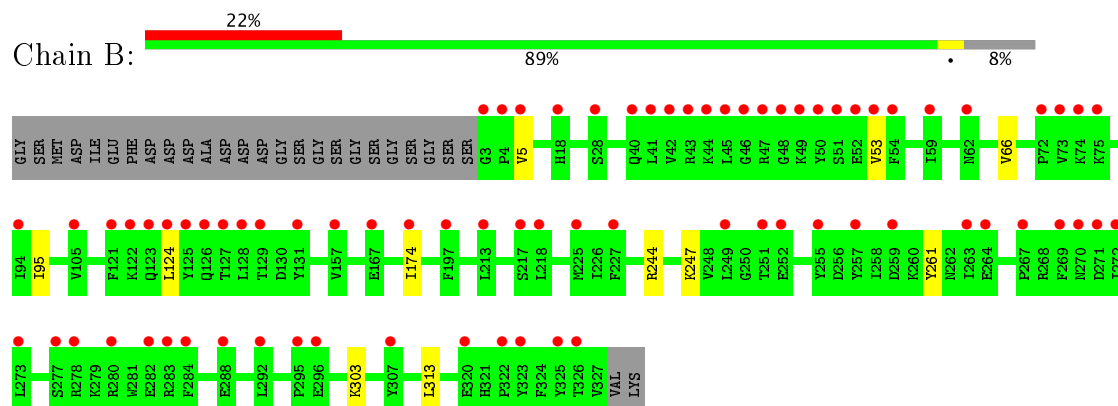 Chain B:
22%
89%
•
8%
GLY SER MET ASP ILE GLU PHE ASP ASP ASP ALA ASP ASP ASP GLY SER GLY SER GLY SER GLY SER GLY SER SER G3 P4 V5 H18 S28 Q40 L41 V42 R43 K44 L45 G46 R47 G48 K49 Y50 S51 E52 V53 F54 I59 N62 V66 P72 V73 K74 K75
I94 I95 V105 F121 K122 Q123 L124 Y125 Q126 T127 L128 T129 D130 Y131 V157 E167 I174 F197 L213 S217 L218 M225 I226 F227 R244 K247 V248 L249 G250 T251 E252 Y255 D256 Y257 I258 D259 K260 Y261 N262 I263 E264 P267 R268 F269 N270 D271
L273 S277 R278 K279 R280 W281 E282 R283 F284 E288 L292 P295 E296 K303 Y307 L313 E320 H321 P322 Y323 F324 Y325 T326 V327 VAL LYS